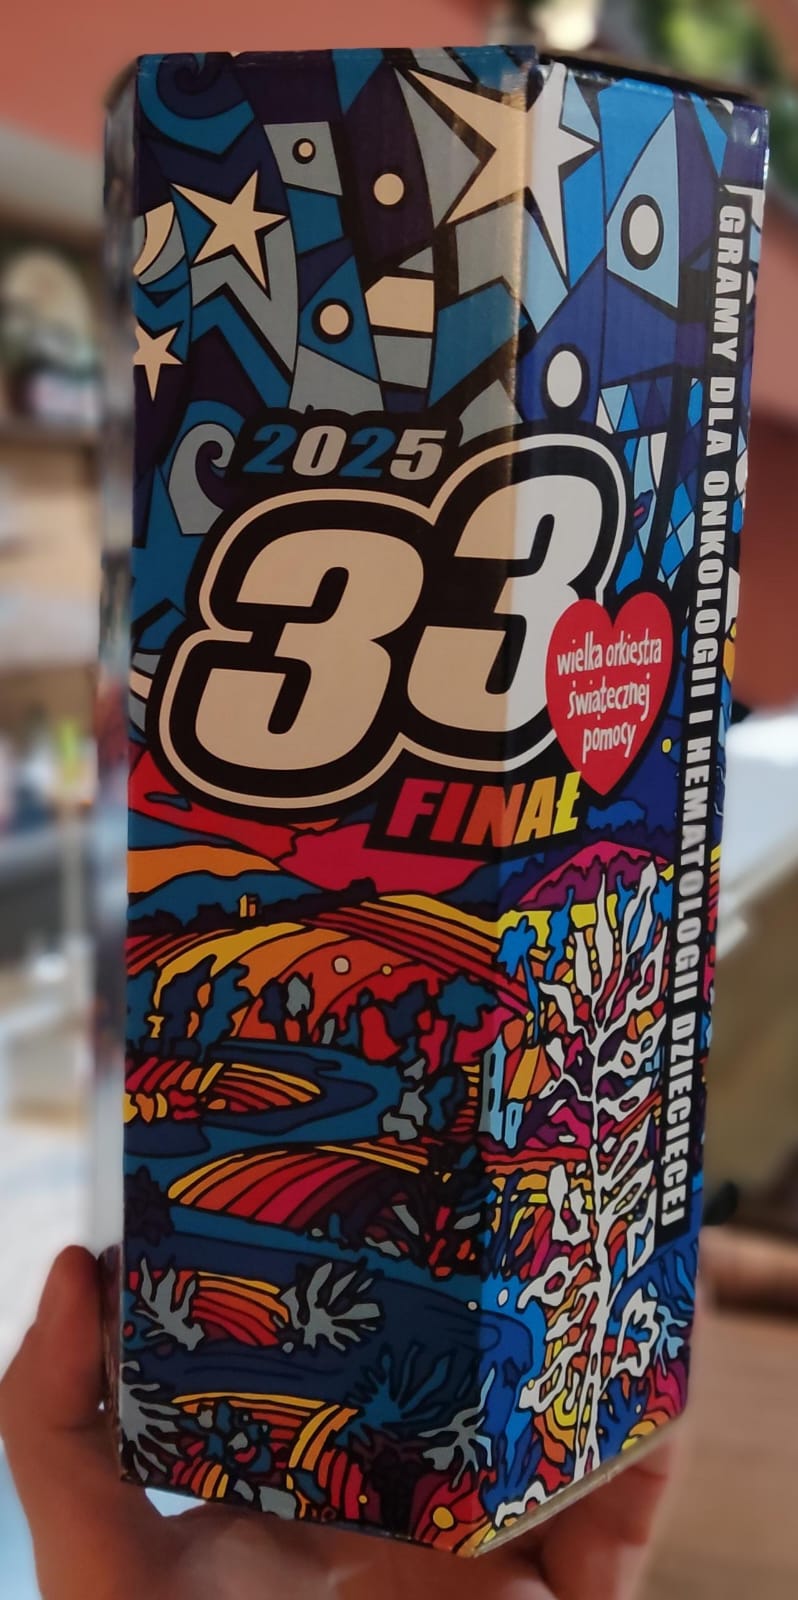 2025
33
wielka orkiestra
świątecznej
pomocy
FINAŁ
GRAMY DLA ONKOLOGII I HEMATOLOGII DZIECIĘCEJ